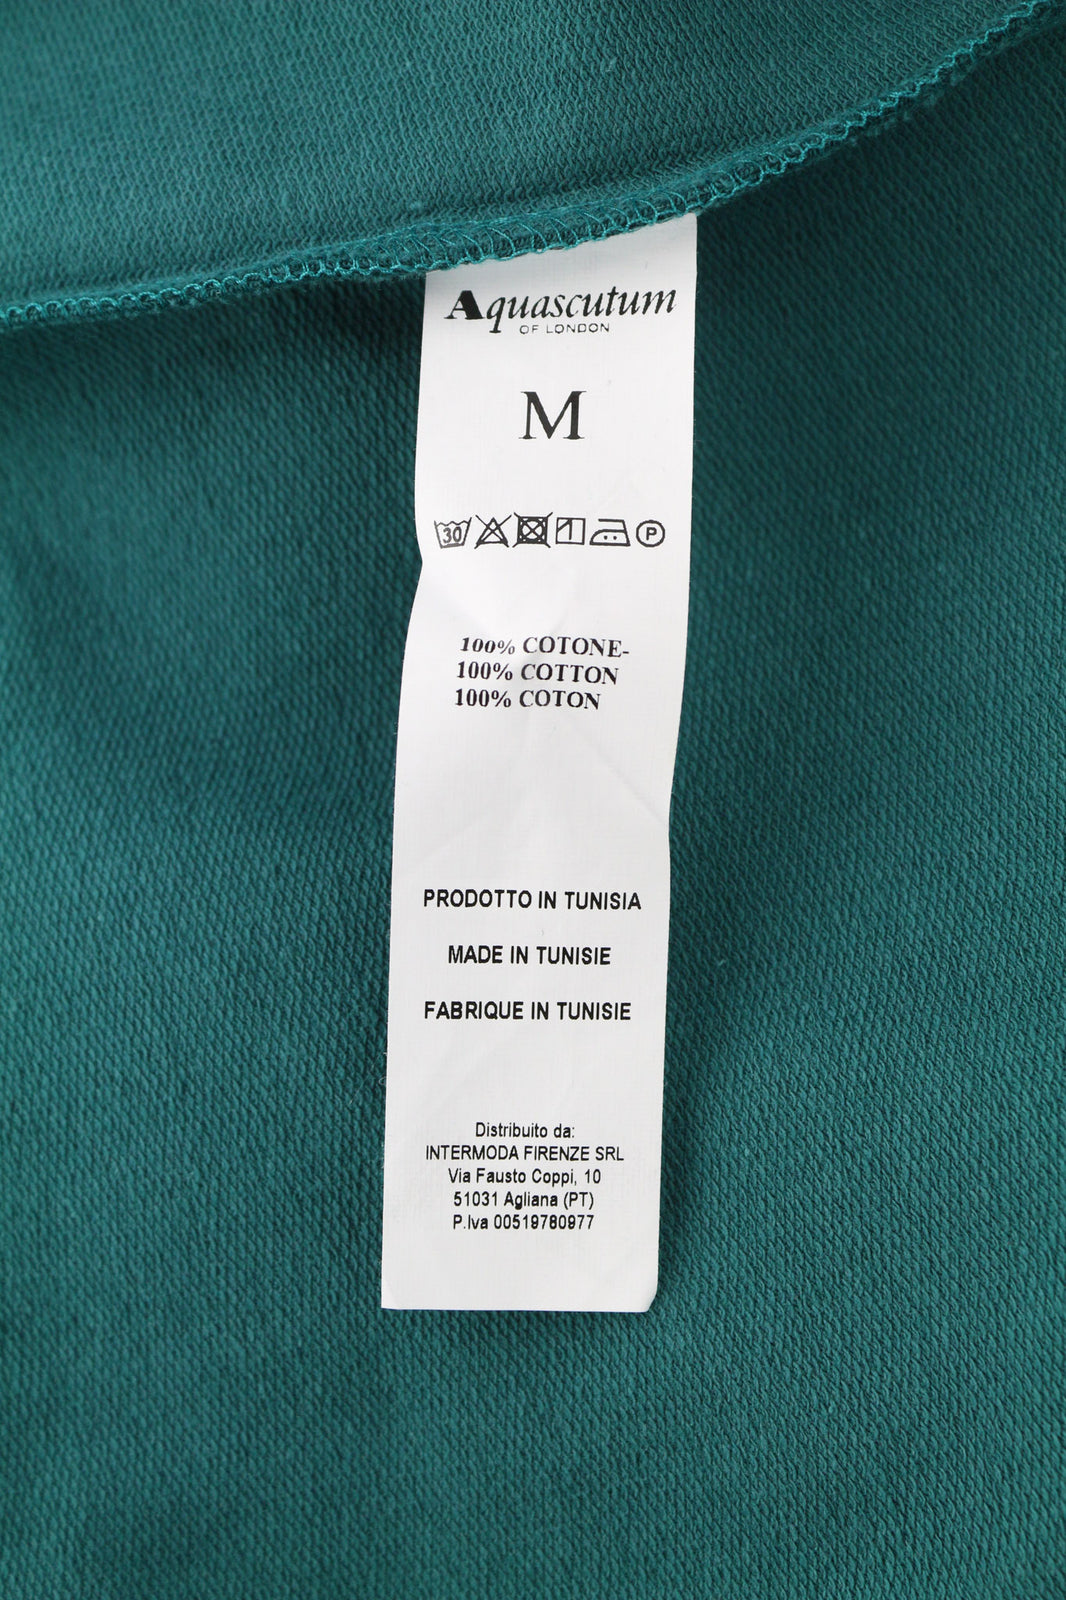 Aquascutum
OF LONDON
M
30 P
100% COTONE-
100% COTTON
100% COTON
PRODOTTO IN TUNISIA
MADE IN TUNISIE
FABRIQUE IN TUNISIE
Distribuito da:
INTERMODA FIRENZE SRL
Via Fausto Coppi, 10
51031 Agliana (PT)
P.Iva 00519780977